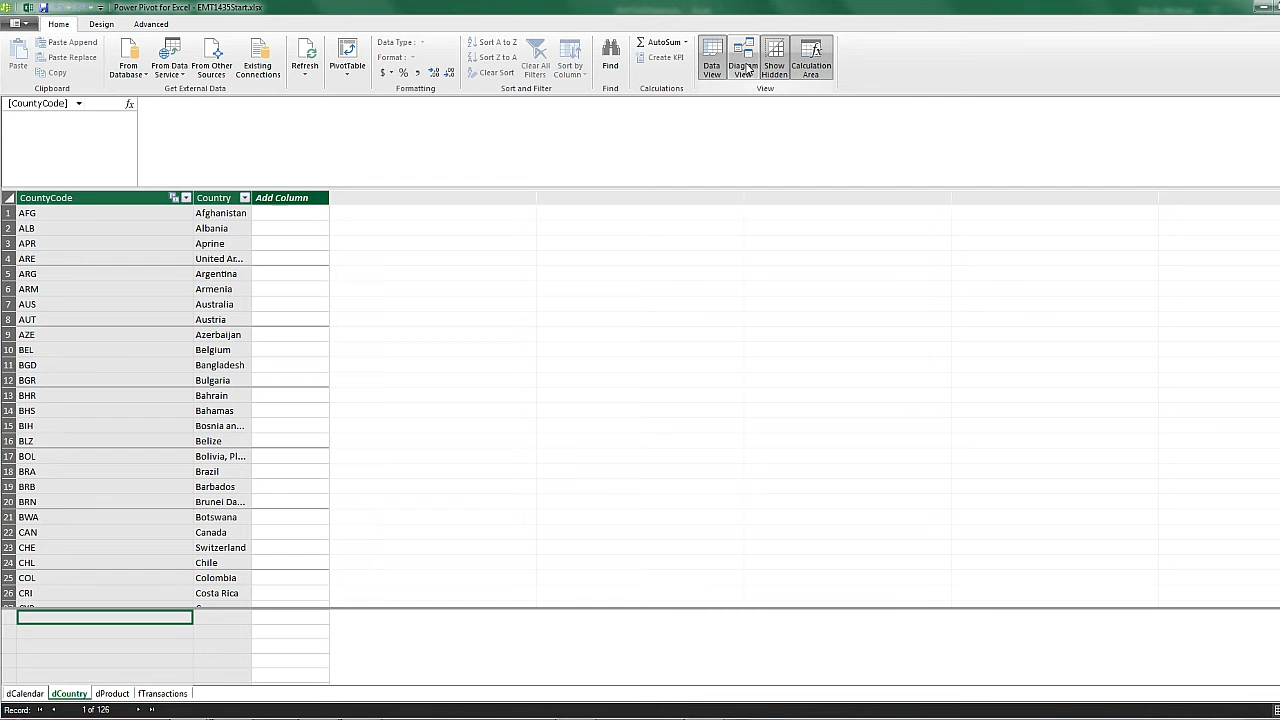 Power Pivot for Excel - EMT1435Start.xlsx
Home Design Advanced
Paste
Paste Append
Paste Replace
Copy
Clipboard
From Database
From Data Service
From Other Sources
Existing Connections
Get External Data
Refresh
PivotTable
Data Type :
Format :
$ % ,
Formatting
Sort A to Z
Sort Z to A
Clear Sort
Clear All Filters
Sort by Column
Sort and Filter
Find
Find
AutoSum
Create KPI
Calculations
Data View
Diagram View
Show Hidden
Calculation Area
View
[CountyCode] fx
CountyCode Country Add Column
1 AFG Afghanistan
2 ALB Albania
3 APR Aprine
4 ARE United Ar...
5 ARG Argentina
6 ARM Armenia
7 AUS Australia
8 AUT Austria
9 AZE Azerbaijan
10 BEL Belgium
11 BGD Bangladesh
12 BGR Bulgaria
13 BHR Bahrain
14 BHS Bahamas
15 BIH Bosnia an...
16 BLZ Belize
17 BOL Bolivia, Pl...
18 BRA Brazil
19 BRB Barbados
20 BRN Brunei Da...
21 BWA Botswana
22 CAN Canada
23 CHE Switzerland
24 CHL Chile
25 COL Colombia
26 CRI Costa Rica
dCalendar dCountry dProduct fTransactions
Record: 1 of 126